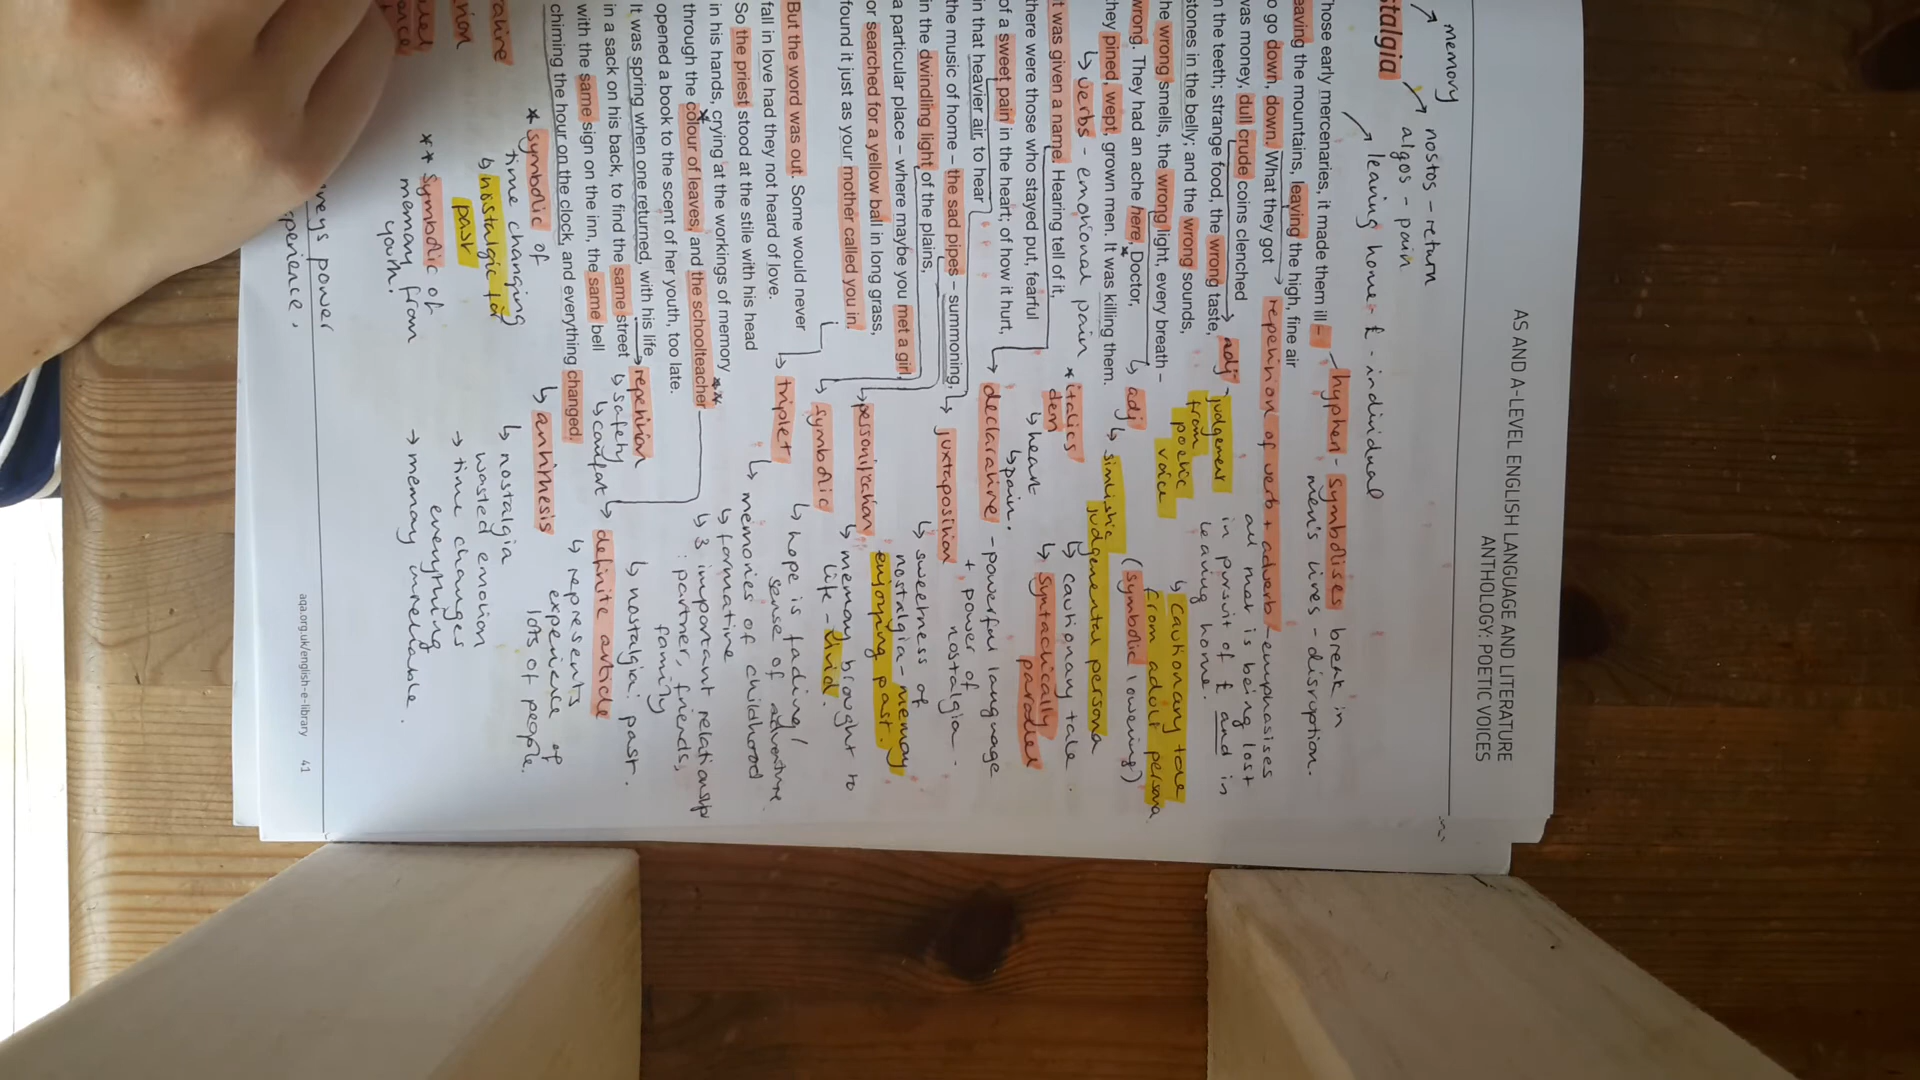 AS AND A-LEVEL ENGLISH LANGUAGE AND LITERATURE
ANTHOLOGY: POETIC VOICES
memory
nostos - return
algos - pain
leaving home - £ - individual
stalgia
hose early mercenaries, it made them ill –
hyphen - symbolises break in
men's lives - disruption.
eaving the mountains, leaving the high, fine air
o go down, down. What they got
repetition of verb + adverb - emphasises
all that is being lost
in pursuit of £ and in
leaving home.
vas money, dull crude coins clenched
adj - judgement
from
poetic
voice
n the teeth; strange food, the wrong taste,
stones in the belly; and the wrong sounds,
he wrong smells, the wrong light, every breath –
cautionary tale
from adult persona
(symbolic lowering)
wrong. They had an ache here, * Doctor,
adj
simlistic
judgemental persona
hey pined, wept, grown men. It was killing them.
verbs - emotional pain
* italics
cautionary tale.
t was given a name. Hearing tell of it,
heart
syntactically
parallel
here were those who stayed put, fearful
pain.
of a sweet pain in the heart; of how it hurt,
declarative - powerful language
+ power of
nostalgia.
in that heavier air, to hear
the music of home – the sad pipes – summoning,
juxtaposition
sweetness of
nostalgia - memory
enjoying past.
in the dwindling light of the plains,
a particular place – where maybe you met a girl,
personification
memory brought to
life - vivid.
or searched for a yellow ball in long grass,
found it just as your mother called you in.
symbolic
hope is fading/
sense of adventure
But the word was out. Some would never
triplet
memories of childhood
fall in love had they not heard of love.
formative
So the priest stood at the stile with his head
3 important relationships
: partner, friends,
family
in his hands, crying at the workings of memory **
through the colour of leaves, and the schoolteacher
opened a book to the scent of her youth, too late.
nostalgia: past.
It was spring when one returned, with his life
repetition
safety
comfort
definite article
represents
experience of
lots of people.
in a sack on his back, to find the same street
with the same sign on the inn, the same bell
chiming the hour on the clock, and everything changed.
antithesis
nostalgia
wasted emotion
time changes
everything
memory unreliable.
* symbolic of
time changing
nostalgic for
past
** symbolic of
memory from
youth.
aqa.org.uk/english-e-library 41